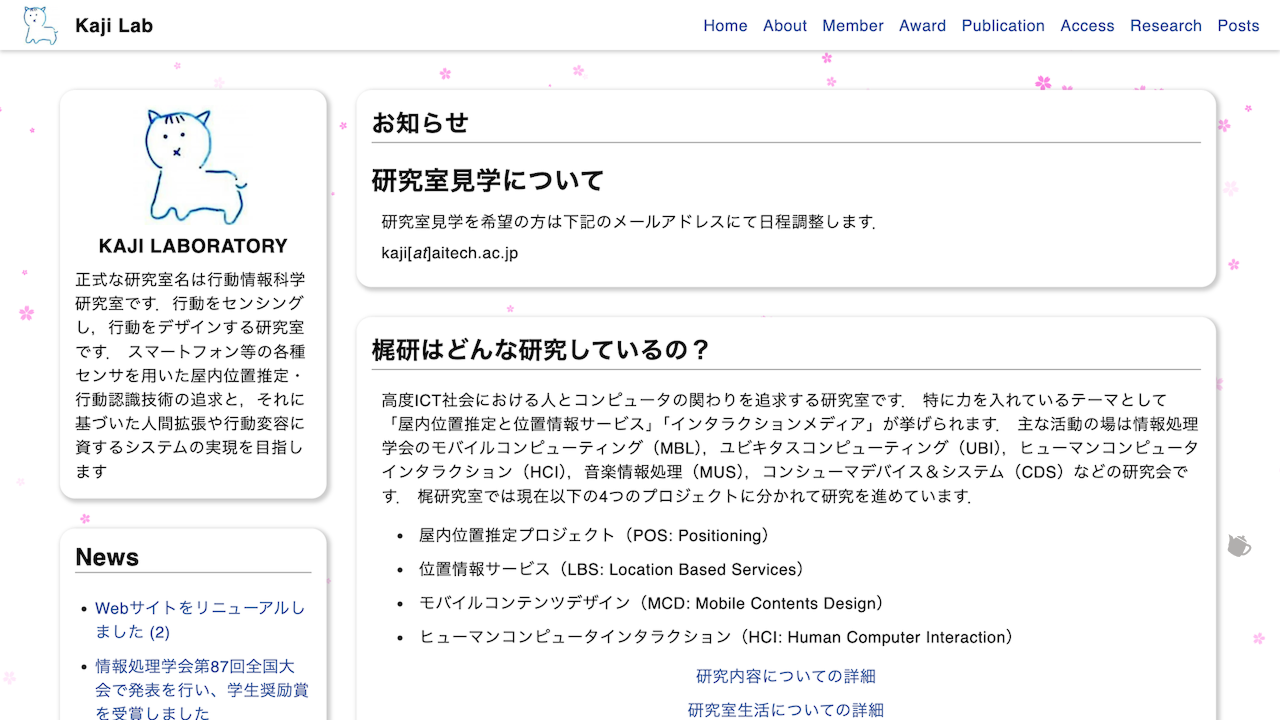 Kaji Lab
Home About Member Award Publication Access Research Posts
KAJI LABORATORY
正式な研究室名は行動情報科学
研究室です．行動をセンシング
し，行動をデザインする研究室
です． スマートフォン等の各種
センサを用いた屋内位置推定・
行動認識技術の追求と，それに
基づいた人間拡張や行動変容に
資するシステムの実現を目指し
ます
News
Webサイトをリニューアルし
ました (2)
情報処理学会第87回全国大
会で発表を行い、学生奨励賞
を受賞しました
お知らせ
研究室見学について
研究室見学を希望の方は下記のメールアドレスにて日程調整します．
kaji[at]aitech.ac.jp
梶研はどんな研究しているの？
高度ICT社会における人とコンピュータの関わりを追求する研究室です． 特に力を入れているテーマとして
「屋内位置推定と位置情報サービス」「インタラクションメディア」が挙げられます． 主な活動の場は情報処理
学会のモバイルコンピューティング（MBL），ユビキタスコンピューティング（UBI），ヒューマンコンピュータ
インタラクション（HCI），音楽情報処理（MUS），コンシューマデバイス＆システム（CDS）などの研究会で
す． 梶研究室では現在以下の4つのプロジェクトに分かれて研究を進めています．
屋内位置推定プロジェクト（POS: Positioning）
位置情報サービス（LBS: Location Based Services）
モバイルコンテンツデザイン（MCD: Mobile Contents Design）
ヒューマンコンピュータインタラクション（HCI: Human Computer Interaction）
研究内容についての詳細
研究室生活についての詳細